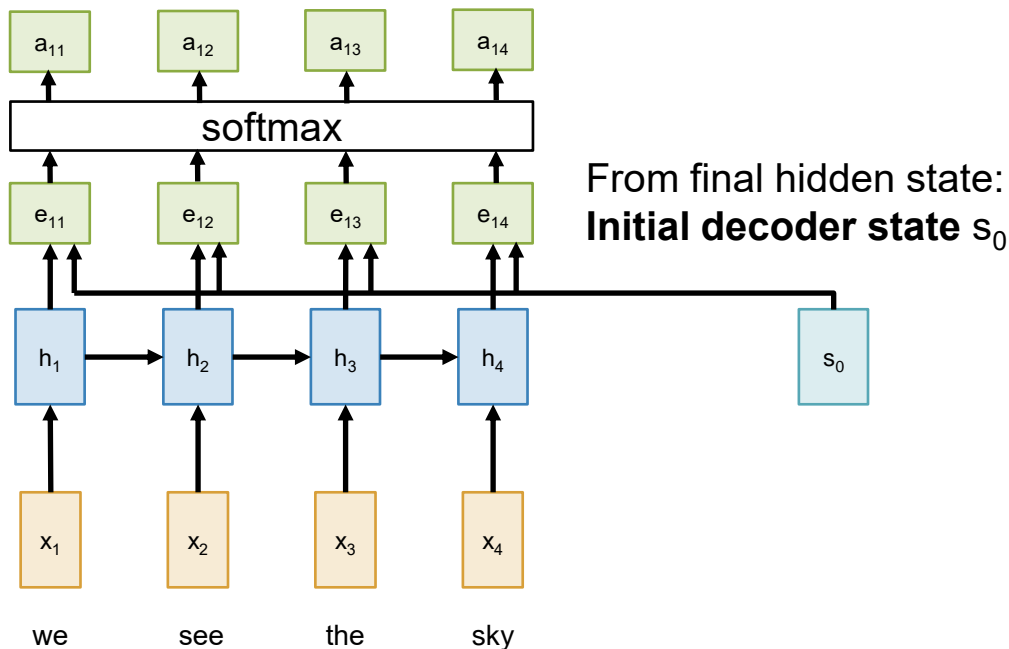 a₁₁ a₁₂ a₁₃ a₁₄
softmax
e₁₁ e₁₂ e₁₃ e₁₄
From final hidden state:
Initial decoder state s₀
h₁ h₂ h₃ h₄ s₀
x₁ x₂ x₃ x₄
we see the sky